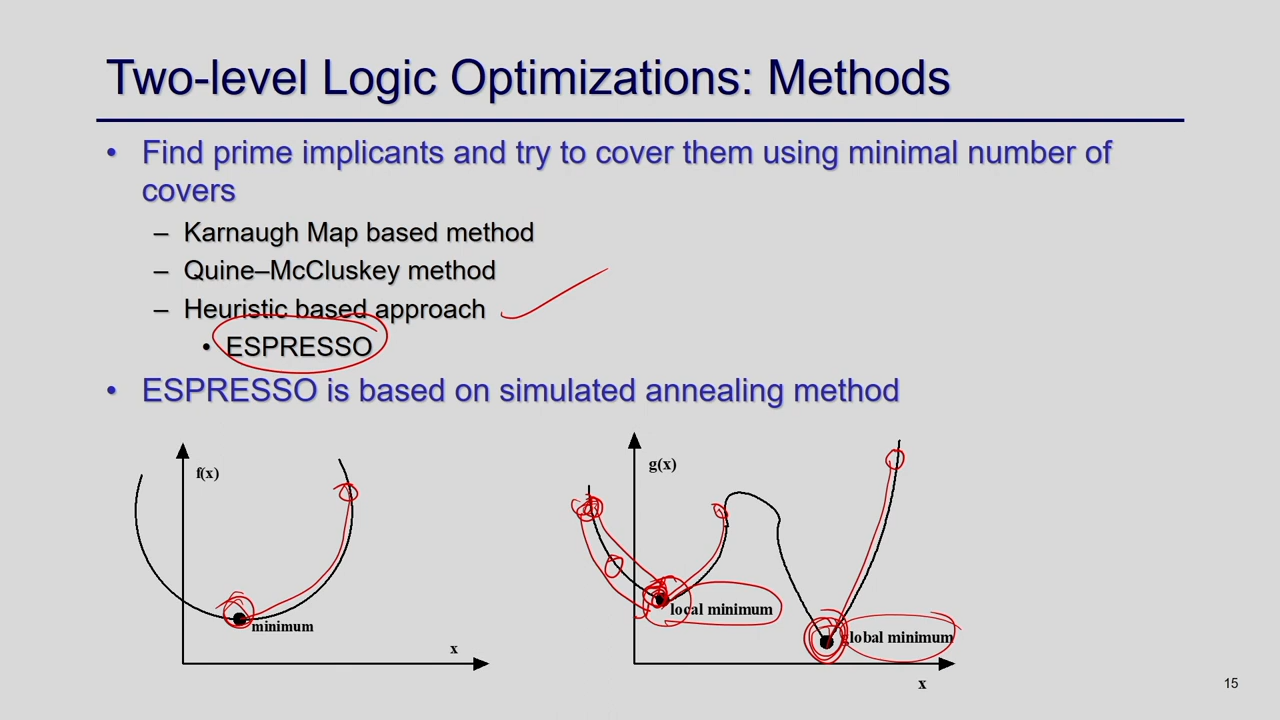 Two-level Logic Optimizations: Methods
• Find prime implicants and try to cover them using minimal number of
covers
– Karnaugh Map based method
– Quine–McCluskey method
– Heuristic based approach
• ESPRESSO
• ESPRESSO is based on simulated annealing method
f(x)
minimum
x
g(x)
local minimum
global minimum
x
15